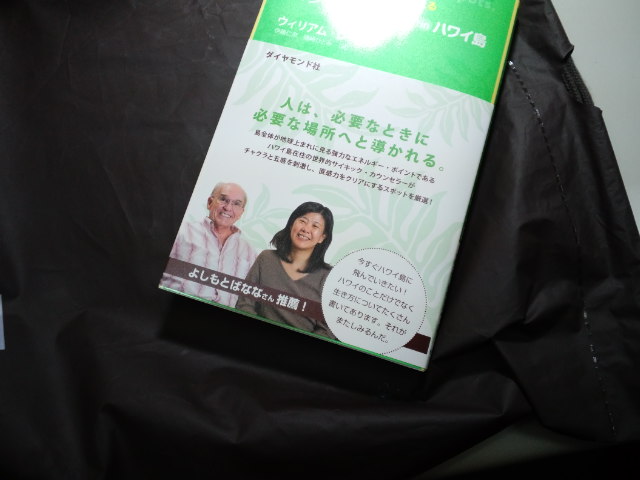 ウィリアム
ハワイ島
ダイヤモンド社
人は、必要なときに
必要な場所へと導かれる。
島全体が地球上まれに見る強力なエネルギー・ポイントである
ハワイ島在住の世界的サイキック・カウンセラーが
チャクラと五感を刺激し、直感力をクリアにするスポットを厳選!
よしもとばななさん推薦!
今すぐハワイ島に
飛んでいきたい!
ハワイのことだけでなく
生き方についてたくさん
書いてあります。それが
またしみるんだ。